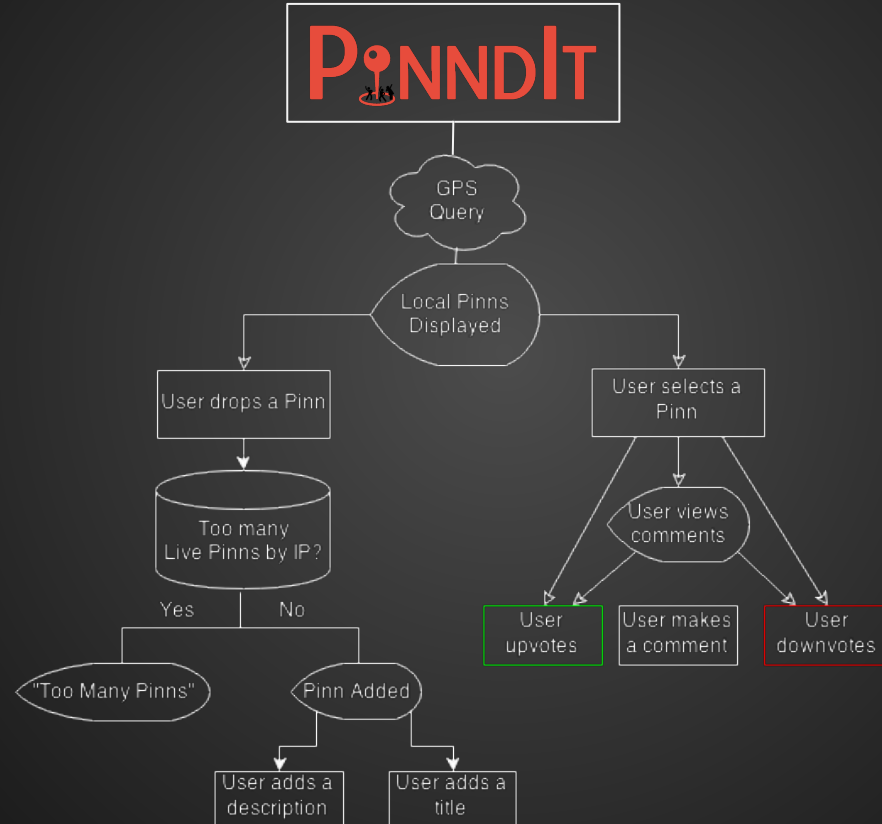 PinndIt
GPS
Query
Local Pinns
Displayed
User drops a Pinn
User selects a
Pinn
Too many
Live Pinns by IP?
User views
comments
Yes
No
User
upvotes
User makes
a comment
User
downvotes
"Too Many Pinns"
Pinn Added
User adds a
description
User adds a
title